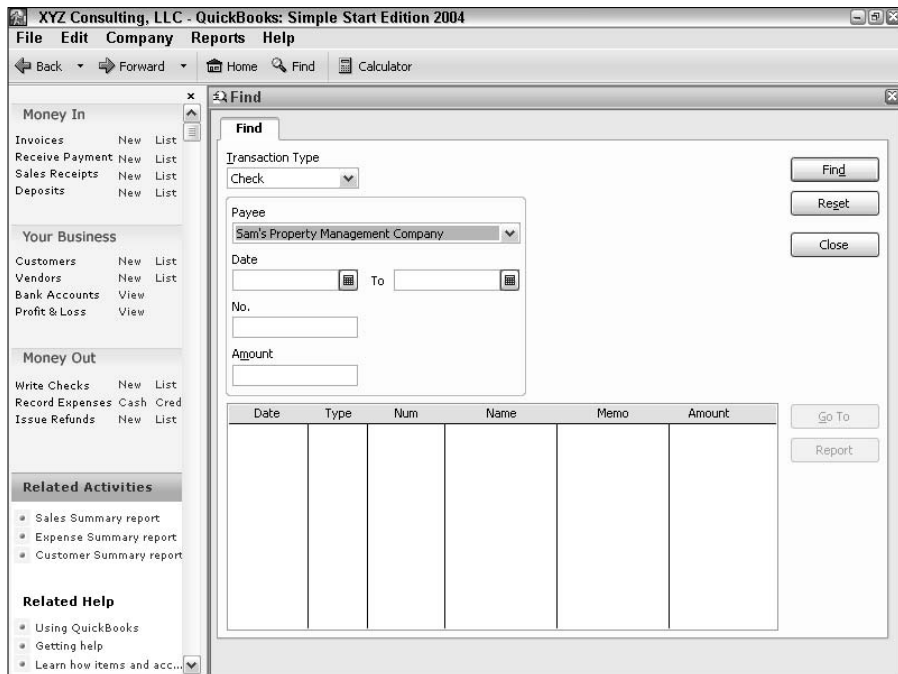 XYZ Consulting, LLC - QuickBooks: Simple Start Edition 2004
File Edit Company Reports Help
Back Forward Home Find Calculator
Money In
Invoices New List
Receive Payment New List
Sales Receipts New List
Deposits New List
Your Business
Customers New List
Vendors New List
Bank Accounts View
Profit & Loss View
Money Out
Write Checks New List
Record Expenses Cash Cred
Issue Refunds New List
Related Activities
Sales Summary report
Expense Summary report
Customer Summary report
Related Help
Using QuickBooks
Getting help
Learn how items and acc...
Find
Find
Transaction Type
Check
Payee
Sam's Property Management Company
Date
To
No.
Amount
Find
Reset
Close
Date Type Num Name Memo Amount
Go To
Report